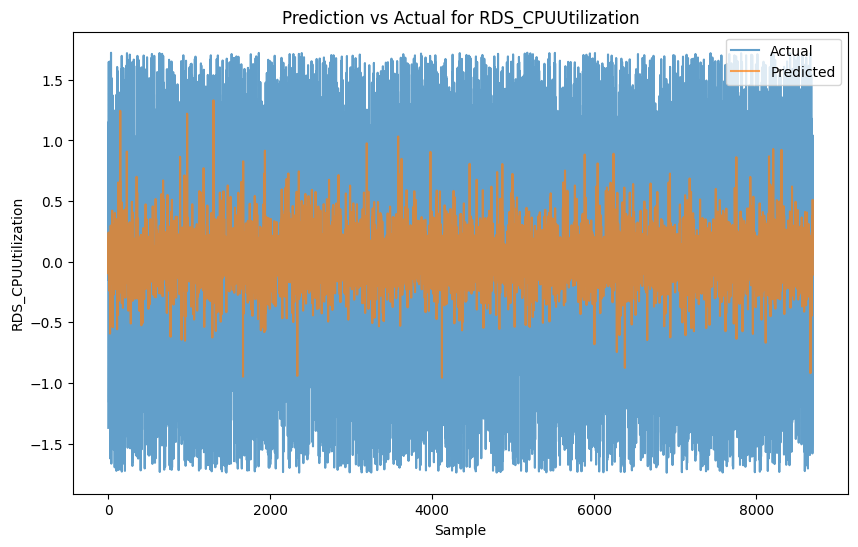 Prediction vs Actual for RDS_CPUUtilization
Actual
Predicted
1.5
1.0
0.5
0.0
−0.5
−1.0
−1.5
RDS_CPUUtilization
0
2000
4000
6000
8000
Sample